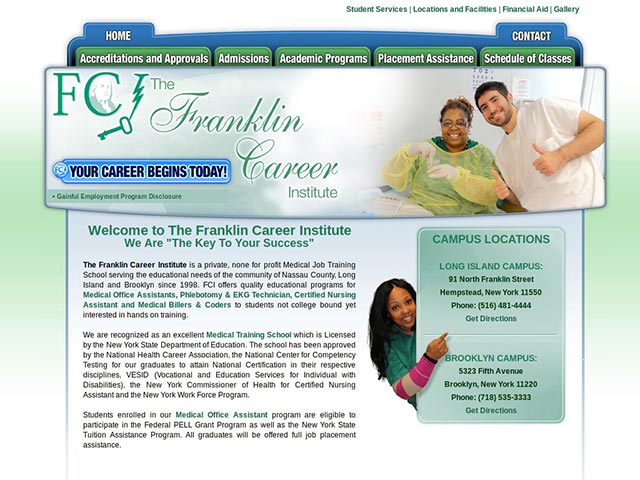 Student Services | Locations and Facilities | Financial Aid | Gallery
HOME
CONTACT
Accreditations and Approvals
Admissions
Academic Programs
Placement Assistance
Schedule of Classes
FCI
The
Franklin
Career
Institute
YOUR CAREER BEGINS TODAY!
• Gainful Employment Program Disclosure
Welcome to The Franklin Career Institute
We Are "The Key To Your Success"
The Franklin Career Institute is a private, none for profit Medical Job Training
School serving the educational needs of the community of Nassau County, Long
Island and Brooklyn since 1998. FCI offers quality educational programs for
Medical Office Assistants, Phlebotomy & EKG Technician, Certified Nursing
Assistant and Medical Billers & Coders to students not college bound yet
interested in hands on training.
We are recognized as an excellent Medical Training School which is Licensed
by the New York State Department of Education. The school has been approved
by the National Health Career Association, the National Center for Competency
Testing for our graduates to attain National Certification in their respective
disciplines, VESID (Vocational and Education Services for Individual with
Disabilities), the New York Commissioner of Health for Certified Nursing
Assistant and the New York Work Force Program.
Students enrolled in our Medical Office Assistant program are eligible to
participate in the Federal PELL Grant Program as well as the New York State
Tuition Assistance Program. All graduates will be offered full job placement
assistance.
CAMPUS LOCATIONS
LONG ISLAND CAMPUS:
91 North Franklin Street
Hempstead, New York 11550
Phone: (516) 481-4444
Get Directions
BROOKLYN CAMPUS:
5323 Fifth Avenue
Brooklyn, New York 11220
Phone: (718) 535-3333
Get Directions